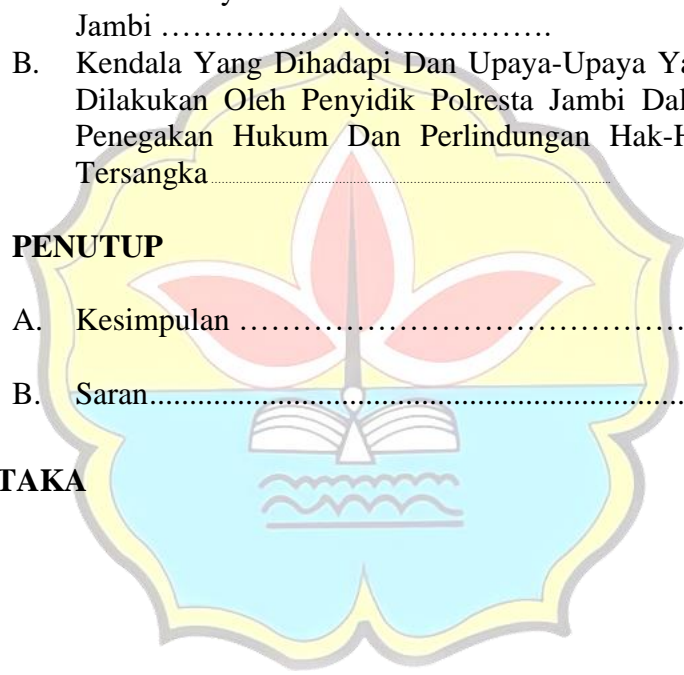 Jambi ……………………………….
B. Kendala Yang Dihadapi Dan Upaya-Upaya
Dilakukan Oleh Penyidik Polresta Jambi
Penegakan Hukum Dan Perlindungan
Tersangka......................................................
PENUTUP
A. Kesimpulan ……………………………………
B. Saran......................................................................